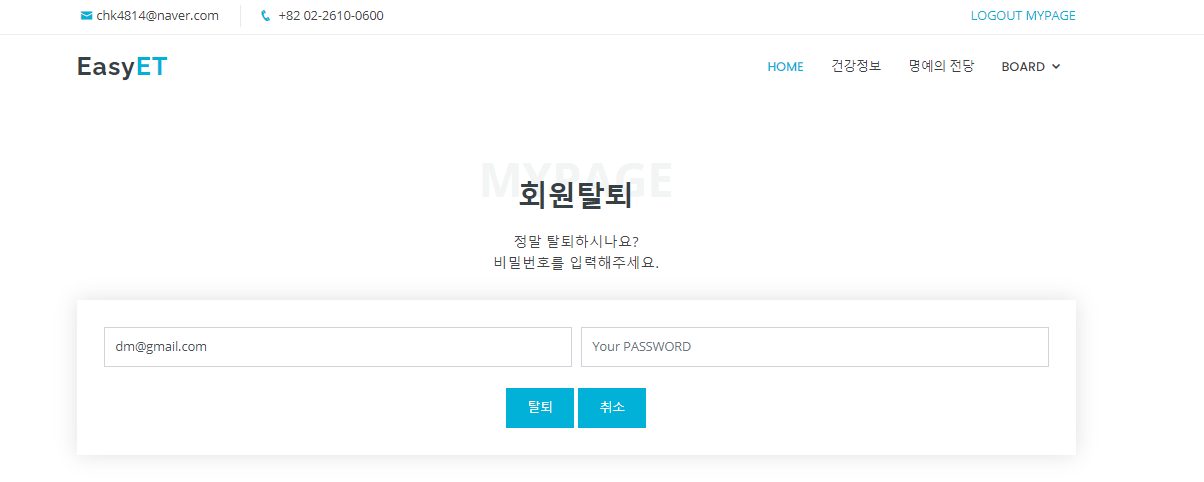 chk4814@naver.com +82 02-2610-0600 LOGOUT MYPAGE
EasyET HOME 건강정보 명예의 전당 BOARD
MYPAGE
회원탈퇴
정말 탈퇴하시나요?
비밀번호를 입력해주세요.
dm@gmail.com Your PASSWORD
탈퇴 취소